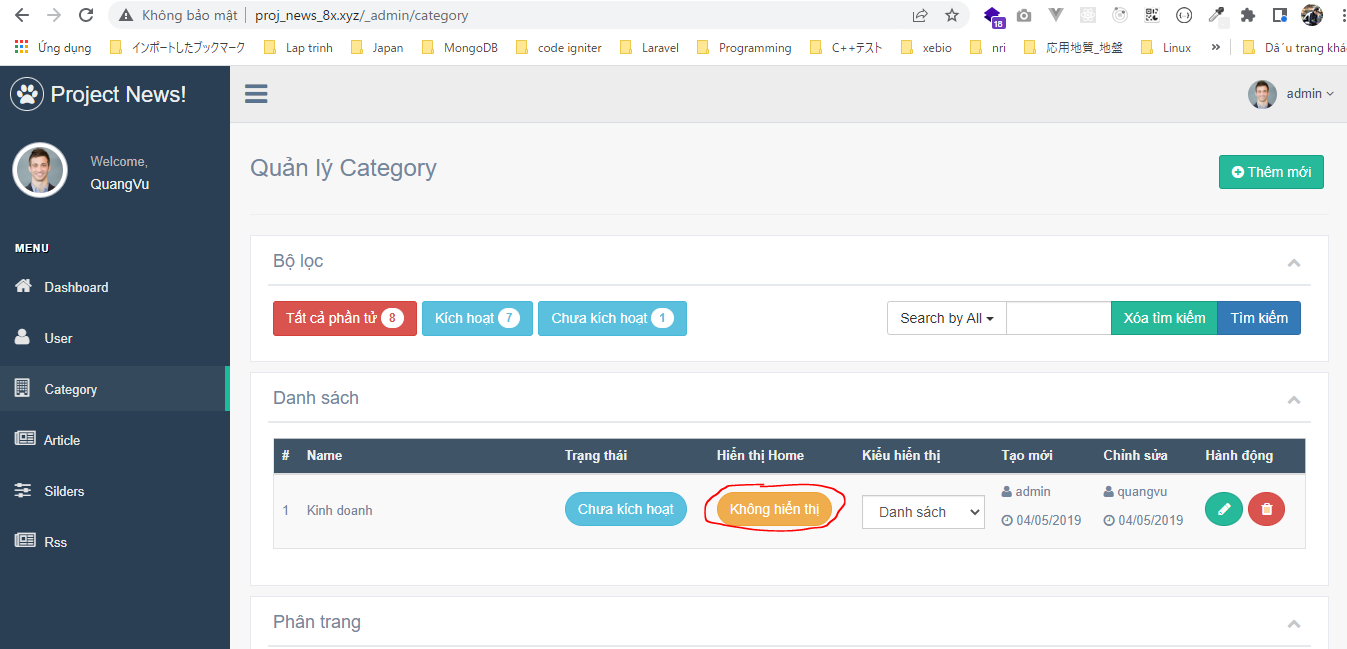 Không bảo mật proj_news_8x.xyz/_admin/category
18
Ứng dụng インポートしたブックマーク Lap trinh Japan MongoDB code igniter Laravel Programming C++テスト xebio nri 応用地質_地盤 Linux » Dấu trang khá
Project News!
admin
Welcome,
QuangVu
Quản lý Category
Thêm mới
MENU
Dashboard
User
Category
Article
Silders
Rss
Bộ lọc
Tất cả phần tử 8 Kích hoạt 7 Chưa kích hoạt 1 Search by All Xóa tìm kiếm Tìm kiếm
Danh sách
# Name Trạng thái Hiển thị Home Kiểu hiển thị Tạo mới Chỉnh sửa Hành động
1 Kinh doanh Chưa kích hoạt Không hiển thị Danh sách admin quangvu
04/05/2019 04/05/2019
Phân trang